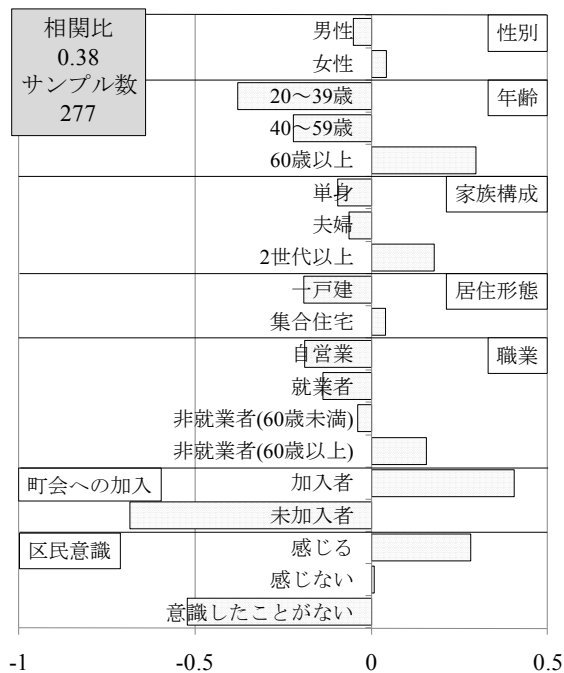 相関比
0.38
サンプル数
277
男性
性別
女性
20～39歳
年齢
40～59歳
60歳以上
単身
家族構成
夫婦
2世代以上
一戸建
居住形態
集合住宅
自営業
職業
就業者
非就業者(60歳未満)
非就業者(60歳以上)
町会への加入
加入者
未加入者
区民意識
感じる
感じない
意識したことがない
-1
-0.5
0
0.5